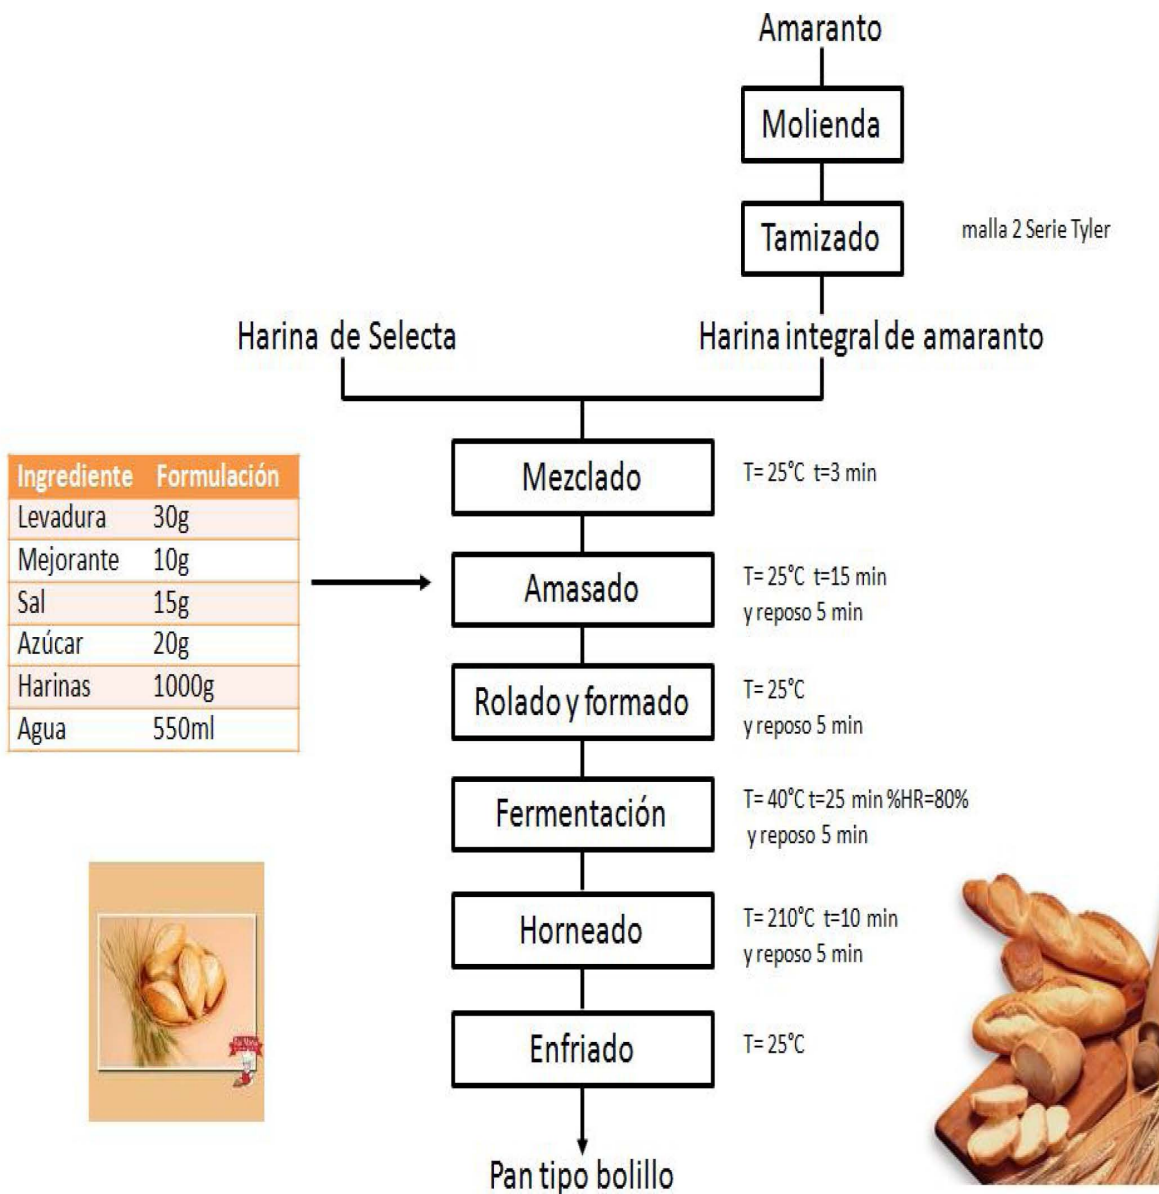 Amaranto
Molienda
Tamizado
malla 2 Serie Tyler
Harina de Selecta
Harina integral de amaranto
Mezclado
T= 25°C t=3 min
Ingrediente Formulación
Levadura 30g
Mejorante 10g
Sal 15g
Azúcar 20g
Harinas 1000g
Agua 550ml
Amasado
T= 25°C t=15 min
y reposo 5 min
Rolado y formado
T= 25°C
y reposo 5 min
Fermentación
T= 40°C t=25 min %HR=80%
y reposo 5 min
Horneado
T= 210°C t=10 min
y reposo 5 min
Enfriado
T= 25°C
Pan tipo bolillo